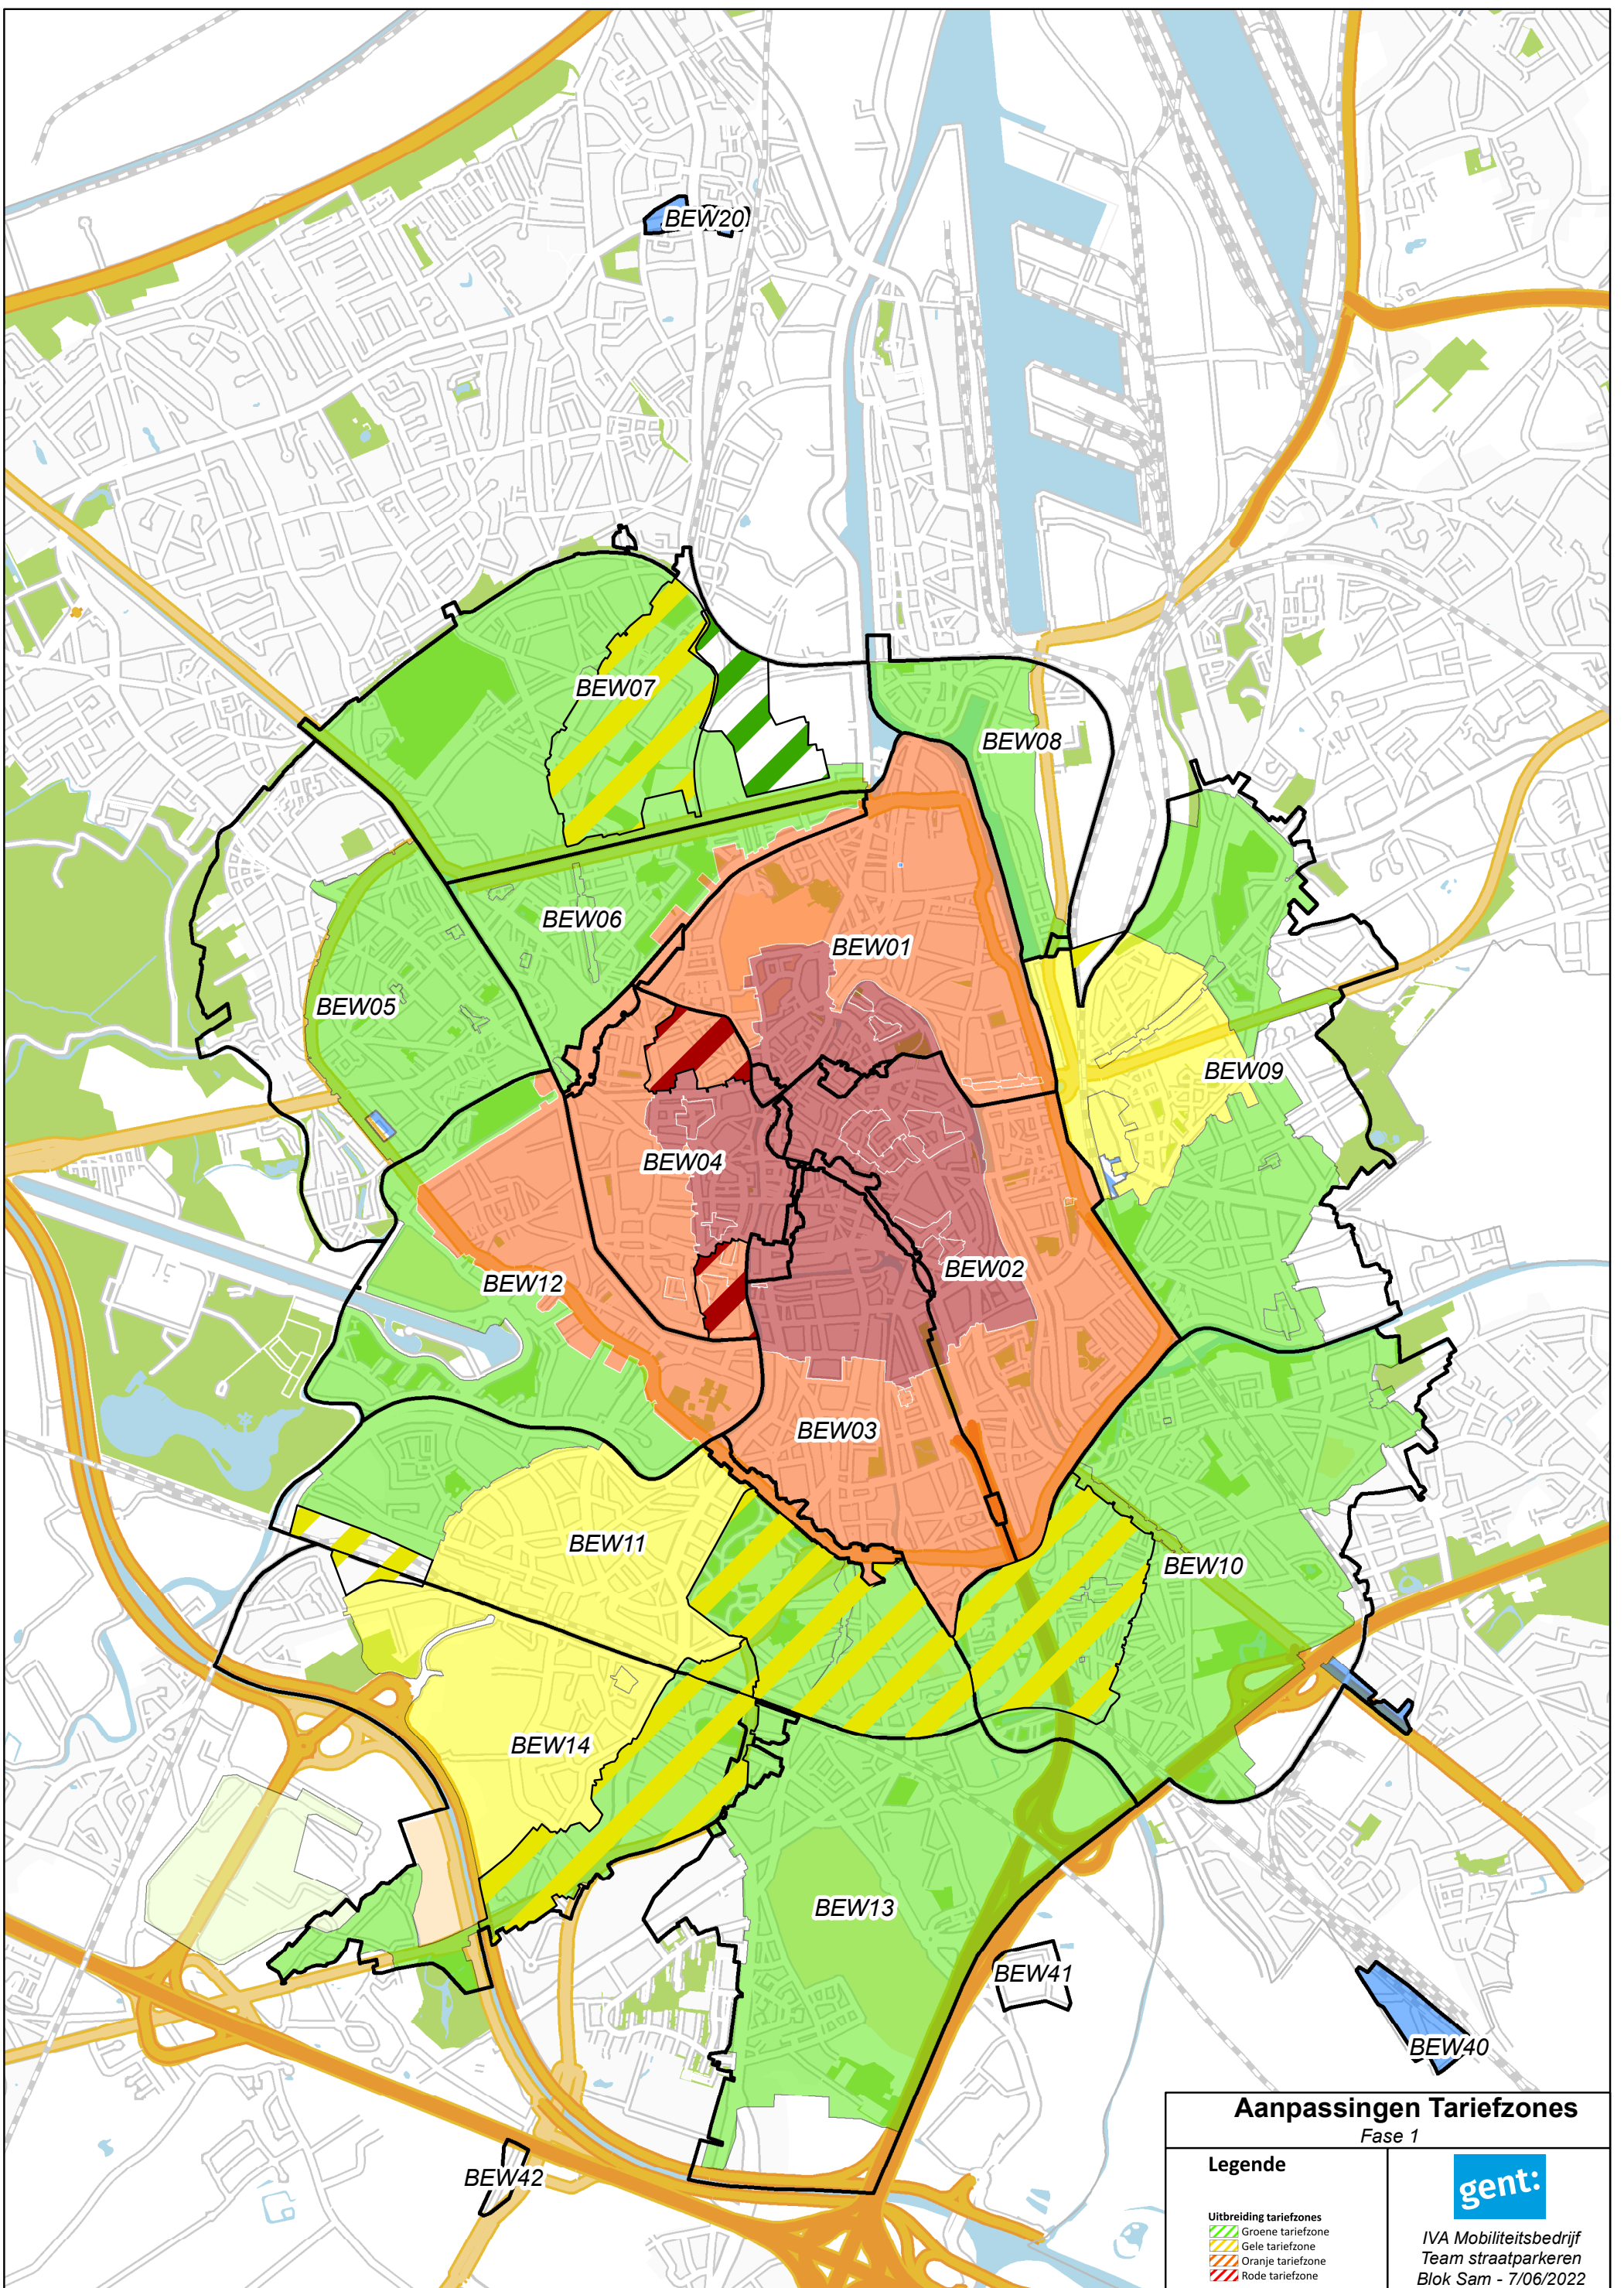 BEW20
BEW07
BEW08
BEW06
BEW01
BEW05
BEW09
BEW04
BEW02
BEW12
BEW03
BEW11
BEW10
BEW14
BEW13
BEW41
BEW40
BEW42
Aanpassingen Tariefzones
Fase 1
Legende
Uitbreiding tariefzones
Groene tariefzone
Gele tariefzone
Oranje tariefzone
Rode tariefzone
gent:
IVA Mobiliteitsbedrijf
Team straatparkeren
Blok Sam - 7/06/2022